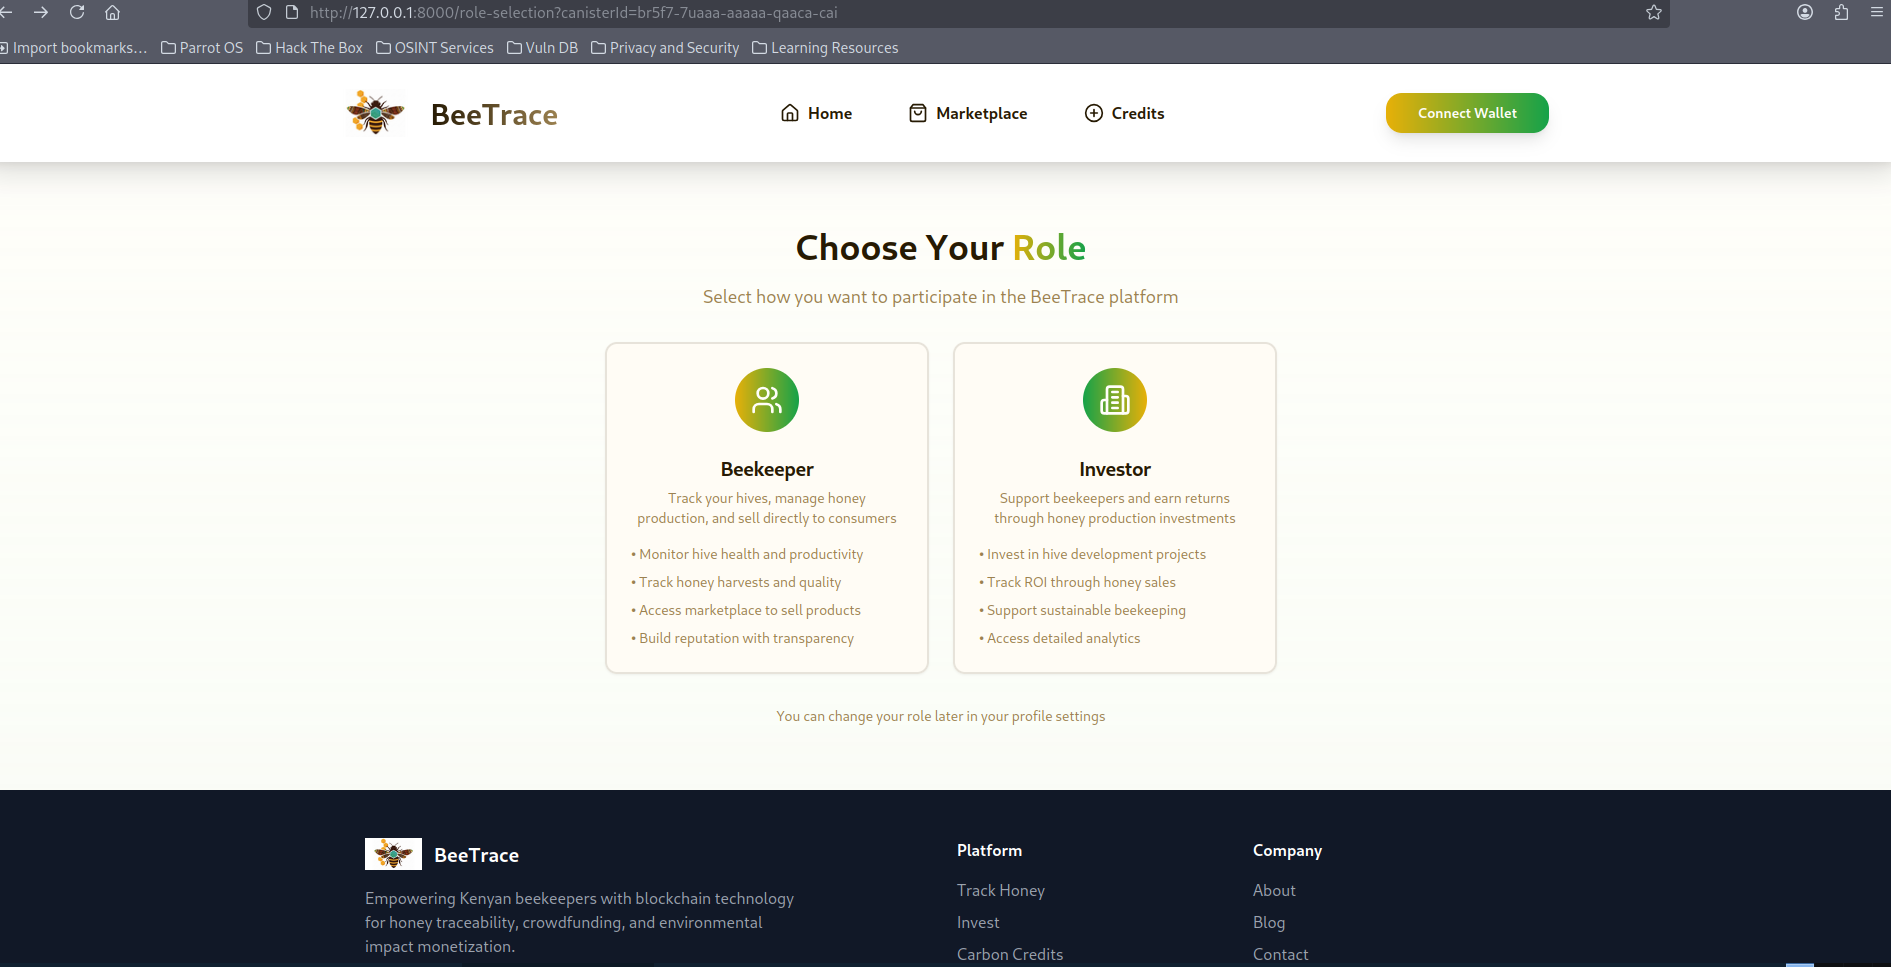 http://127.0.0.1:8000/role-selection?canisterId=br5f7-7uaaa-aaaaa-qaaca-cai
Import bookmarks... Parrot OS Hack The Box OSINT Services Vuln DB Privacy and Security Learning Resources
BeeTrace Home Marketplace Credits Connect Wallet
Choose Your Role
Select how you want to participate in the BeeTrace platform
Beekeeper
Track your hives, manage honey
production, and sell directly to consumers
• Monitor hive health and productivity
• Track honey harvests and quality
• Access marketplace to sell products
• Build reputation with transparency
Investor
Support beekeepers and earn returns
through honey production investments
• Invest in hive development projects
• Track ROI through honey sales
• Support sustainable beekeeping
• Access detailed analytics
You can change your role later in your profile settings
BeeTrace
Empowering Kenyan beekeepers with blockchain technology
for honey traceability, crowdfunding, and environmental
impact monetization.
Platform
Track Honey
Invest
Carbon Credits
Company
About
Blog
Contact